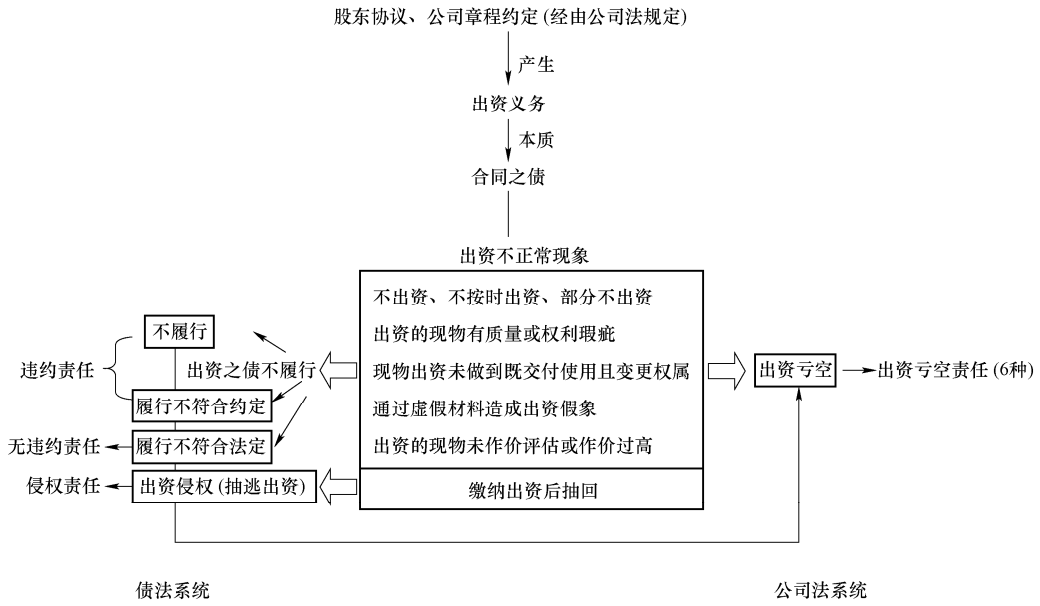 股东协议、公司章程约定(经由公司法规定)
产生
出资义务
本质
合同之债
出资不正常现象
不出资、不按时出资、部分不出资
出资的现物有质量或权利瑕疵
现物出资未做到既交付使用且变更权属
通过虚假材料造成出资假象
出资的现物未作价评估或作价过高
缴纳出资后抽回
不履行
出资之债不履行
违约责任
履行不符合约定
无违约责任
履行不符合法定
侵权责任
出资侵权(抽逃出资)
出资亏空
出资亏空责任(6种)
债法系统
公司法系统